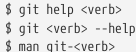 $ git help <verb>
$ git <verb> --help
$ man git-<verb>